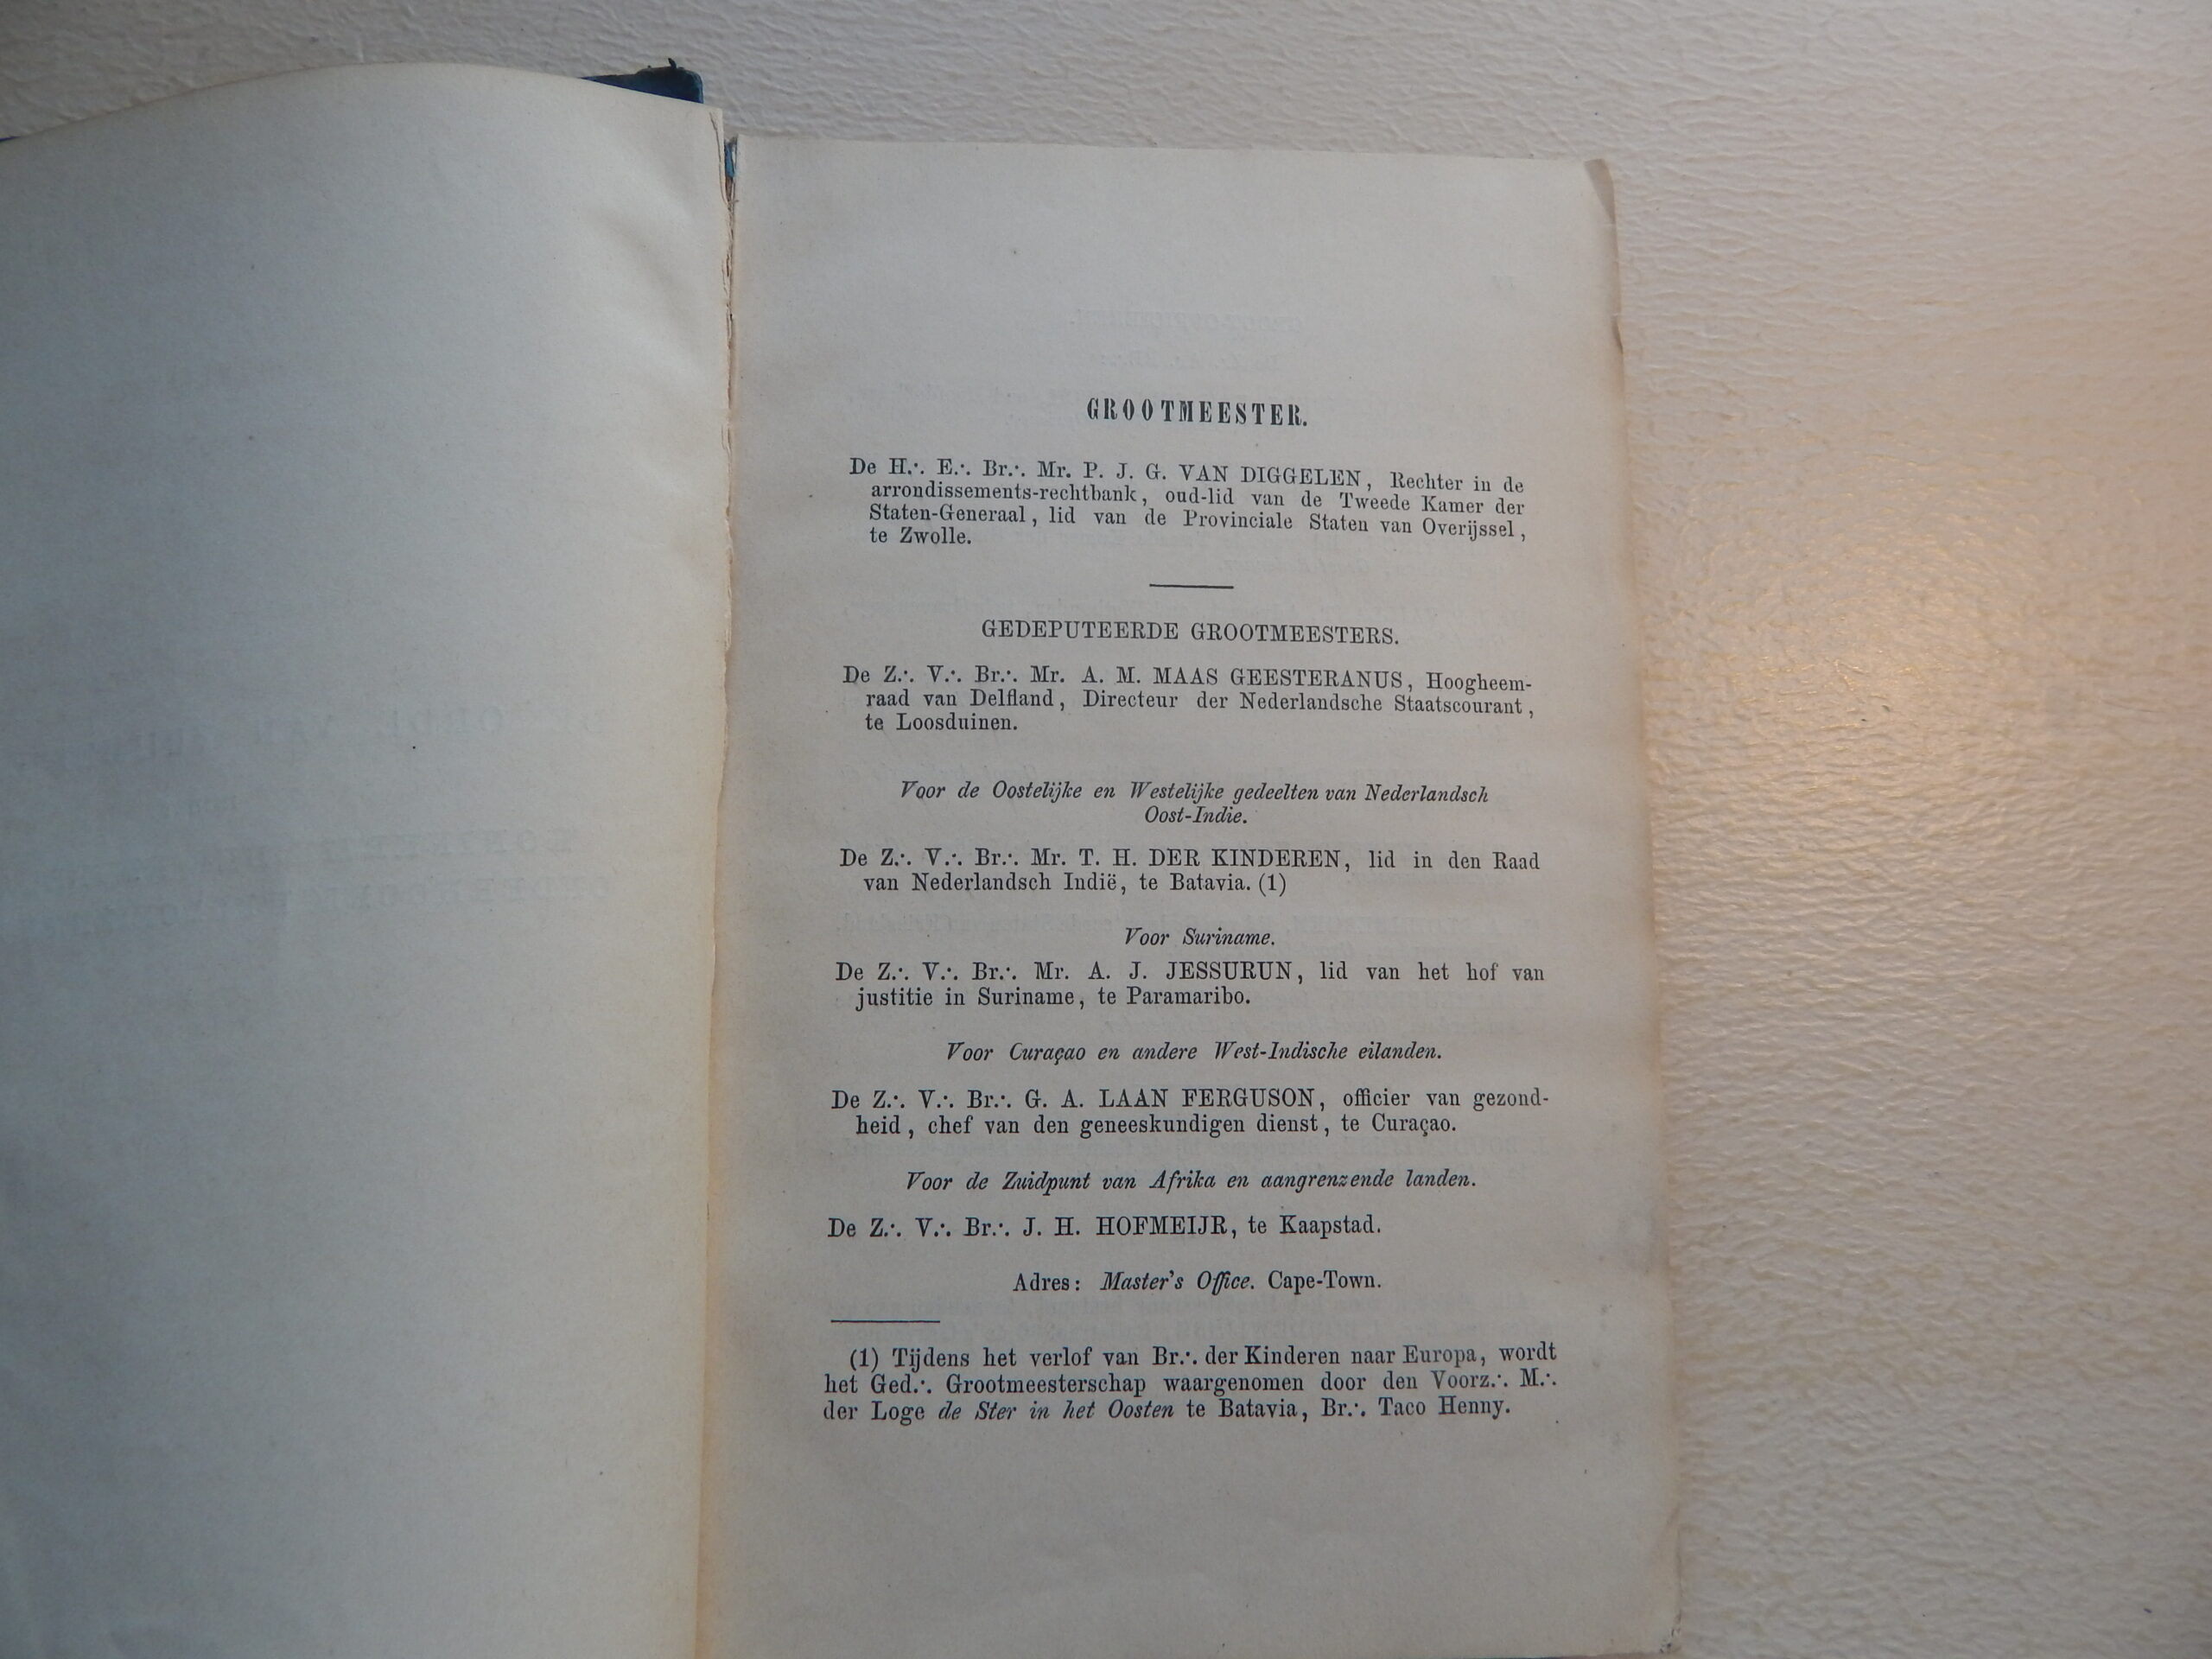 GROOTMEESTER.
De H.·. E.·. Br.·. Mr. P. J. G. VAN DIGGELEN, Rechter in de
arrondissements-rechtbank, oud-lid van de Tweede Kamer der
Staten-Generaal, lid van de Provinciale Staten van Overijssel,
te Zwolle.
GEDEPUTEERDE GROOTMEESTERS.
De Z.·. V.·. Br.·. Mr. A. M. MAAS GEESTERANUS, Hoogheem-
raad van Delfland, Directeur der Nederlandsche Staatscourant,
te Loosduinen.
Voor de Oostelijke en Westelijke gedeelten van Nederlandsch
Oost-Indie.
De Z.·. V.·. Br.·. Mr. T. H. DER KINDEREN, lid in den Raad
van Nederlandsch Indië, te Batavia. (1)
Voor Suriname.
De Z.·. V.·. Br.·. Mr. A. J. JESSURUN, lid van het hof van
justitie in Suriname, te Paramaribo.
Voor Curaçao en andere West-Indische eilanden.
De Z.·. V.·. Br.·. G. A. LAAN FERGUSON, officier van gezond-
heid, chef van den geneeskundigen dienst, te Curaçao.
Voor de Zuidpunt van Afrika en aangrenzende landen.
De Z.·. V.·. Br.·. J. H. HOFMEIJR, te Kaapstad.
Adres: Master's Office. Cape-Town.
(1) Tijdens het verlof van Br.·. der Kinderen naar Europa, wordt
het Ged.·. Grootmeesterschap waargenomen door den Voorz.·. M.·.
der Loge de Ster in het Oosten te Batavia, Br.·. Taco Henny.